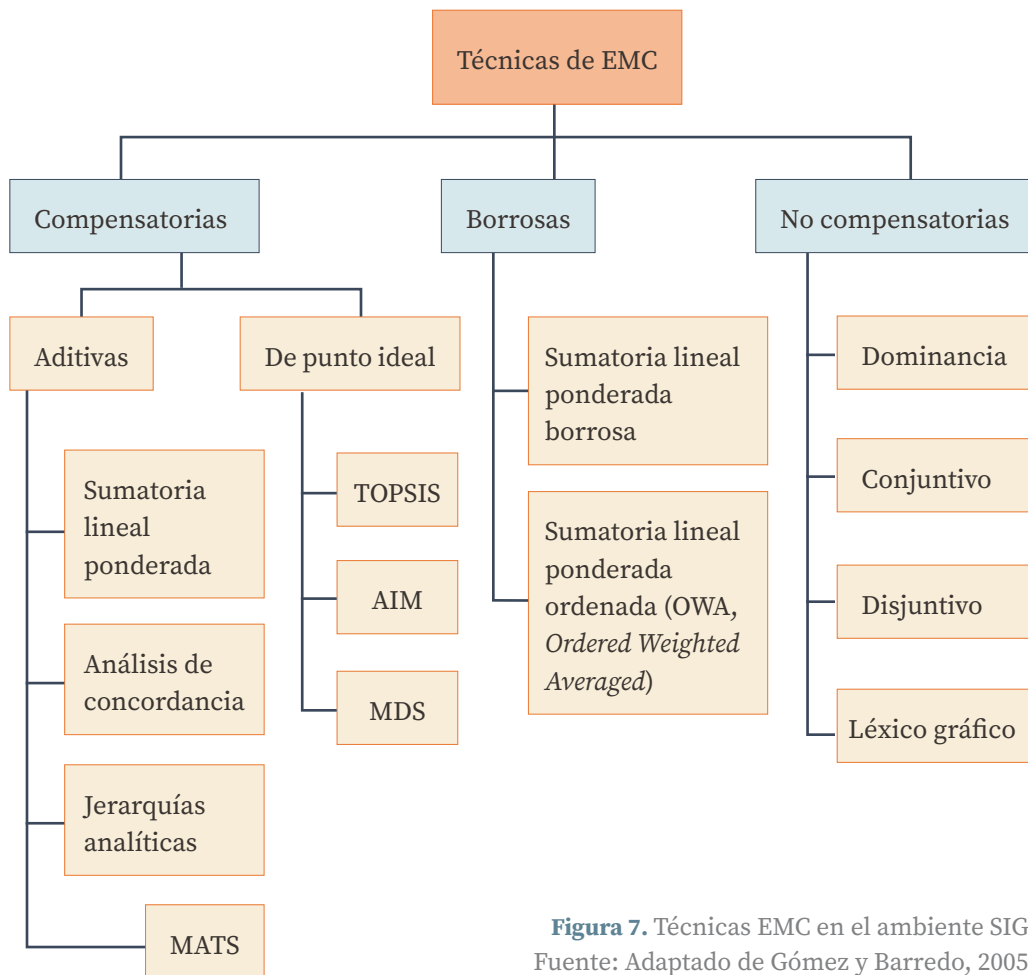 Técnicas de EMC
Compensatorias
Borrosas
No compensatorias
Aditivas
De punto ideal
Sumatoria
lineal
ponderada
Análisis de
concordancia
Jerarquías
analíticas
MATS
TOPSIS
AIM
MDS
Sumatoria lineal
ponderada
borrosa
Sumatoria lineal
ponderada
ordenada (OWA,
Ordered Weighted
Averaged)
Dominancia
Conjuntivo
Disjuntivo
Léxico gráfico
Figura 7. Técnicas EMC en el ambiente SIG
Fuente: Adaptado de Gómez y Barredo, 2005